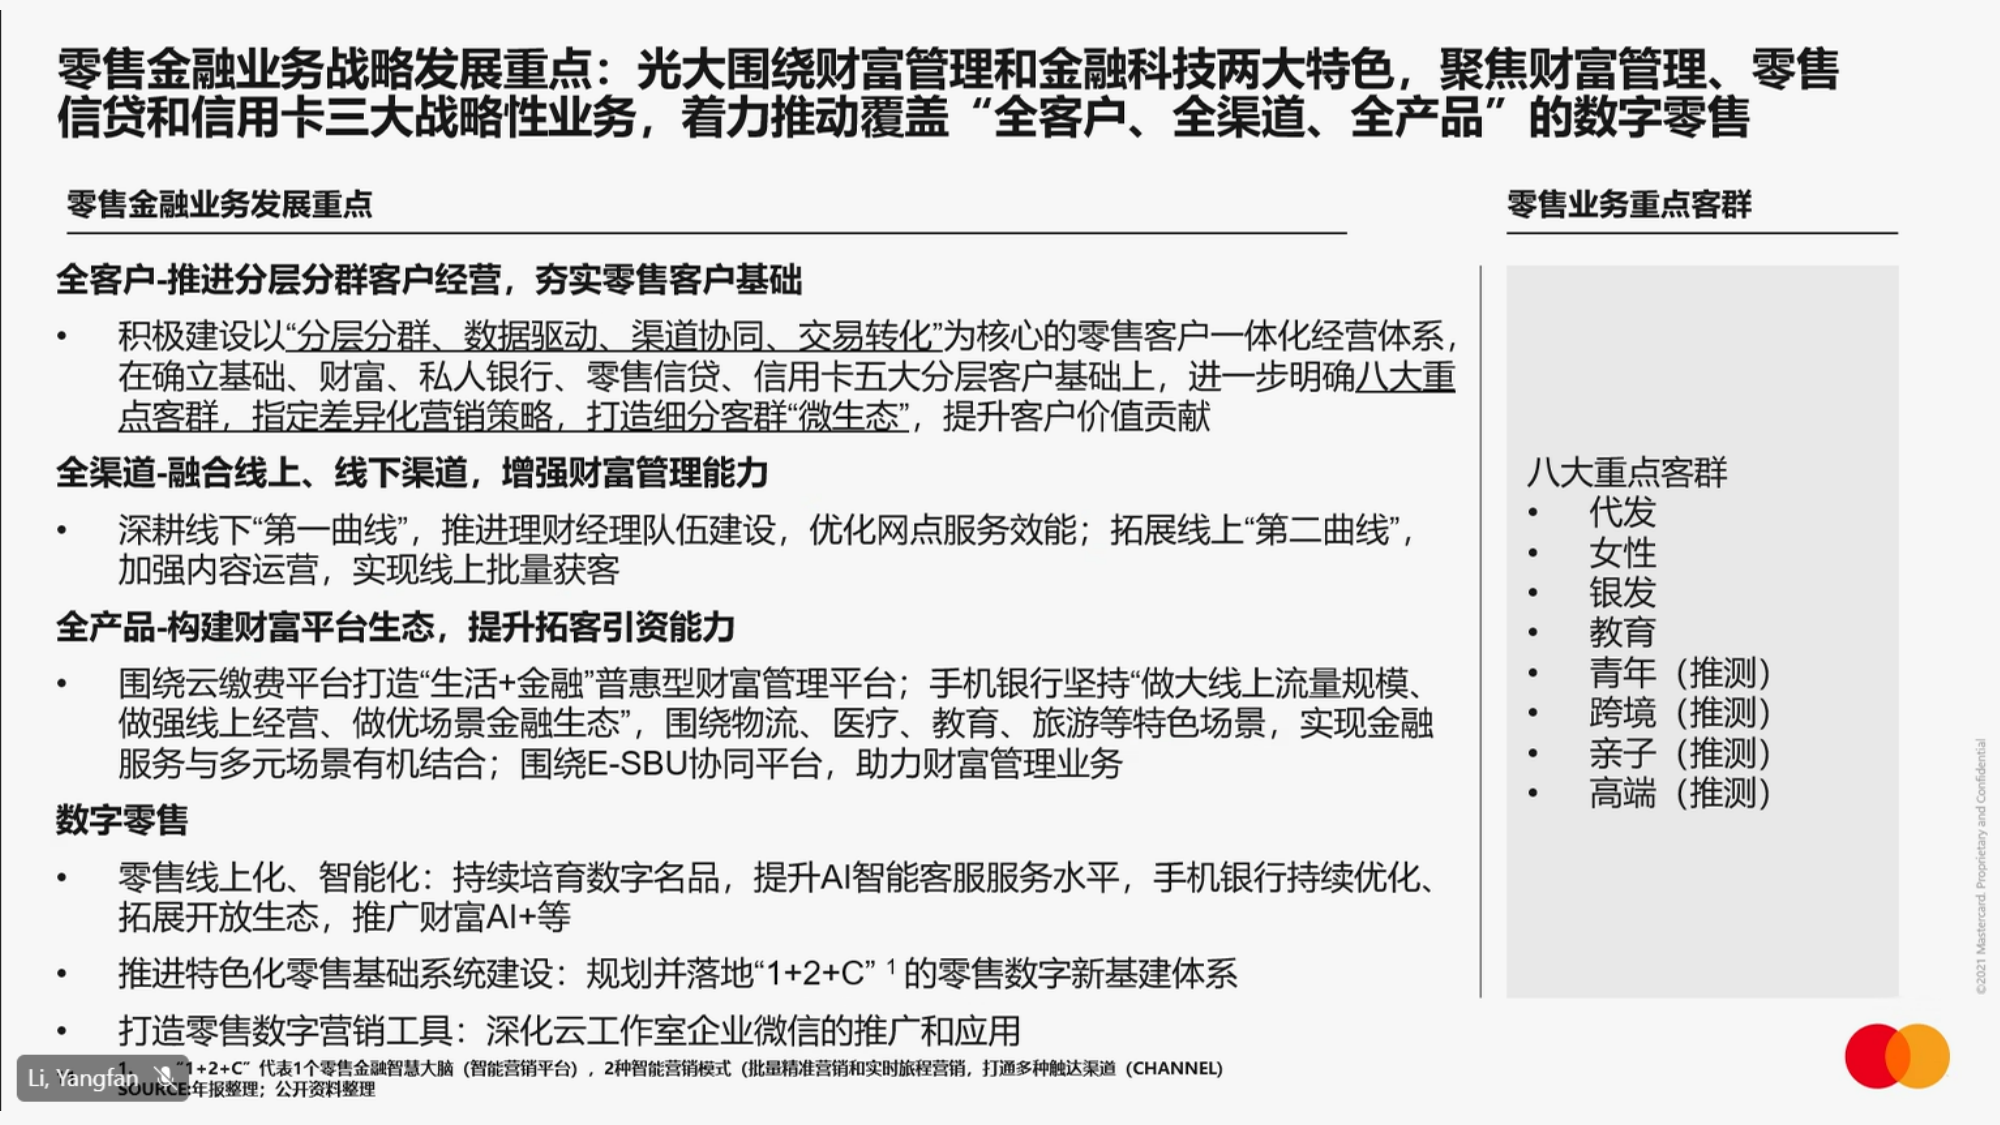 零售金融业务战略发展重点：光大围绕财富管理和金融科技两大特色，聚焦财富管理、零售
信贷和信用卡三大战略性业务，着力推动覆盖“全客户、全渠道、全产品”的数字零售
零售金融业务发展重点
全客户-推进分层分群客户经营，夯实零售客户基础
• 积极建设以“分层分群、数据驱动、渠道协同、交易转化”为核心的零售客户一体化经营体系，
在确立基础、财富、私人银行、零售信贷、信用卡五大分层客户基础上，进一步明确八大重
点客群，指定差异化营销策略，打造细分客群“微生态”，提升客户价值贡献
全渠道-融合线上、线下渠道，增强财富管理能力
• 深耕线下“第一曲线”，推进理财经理队伍建设，优化网点服务效能；拓展线上“第二曲线”，
加强内容运营，实现线上批量获客
全产品-构建财富平台生态，提升拓客引资能力
• 围绕云缴费平台打造“生活+金融”普惠型财富管理平台；手机银行坚持“做大线上流量规模、
做强线上经营、做优场景金融生态”，围绕物流、医疗、教育、旅游等特色场景，实现金融
服务与多元场景有机结合；围绕E-SBU协同平台，助力财富管理业务
数字零售
• 零售线上化、智能化：持续培育数字名品，提升AI智能客服服务水平，手机银行持续优化、
拓展开放生态，推广财富AI+等
• 推进特色化零售基础系统建设：规划并落地“1+2+C” 1 的零售数字新基建体系
• 打造零售数字营销工具：深化云工作室企业微信的推广和应用
零售业务重点客群
八大重点客群
• 代发
• 女性
• 银发
• 教育
• 青年（推测）
• 跨境（推测）
• 亲子（推测）
• 高端（推测）
1. “1+2+C”代表1个零售金融智慧大脑（智能营销平台），2种智能营销模式（批量精准营销和实时旅程营销，打通多种触达渠道（CHANNEL)
SOURCE:年报整理；公开资料整理
Li, Yangfan
©2021 Mastercard. Proprietary and Confidential